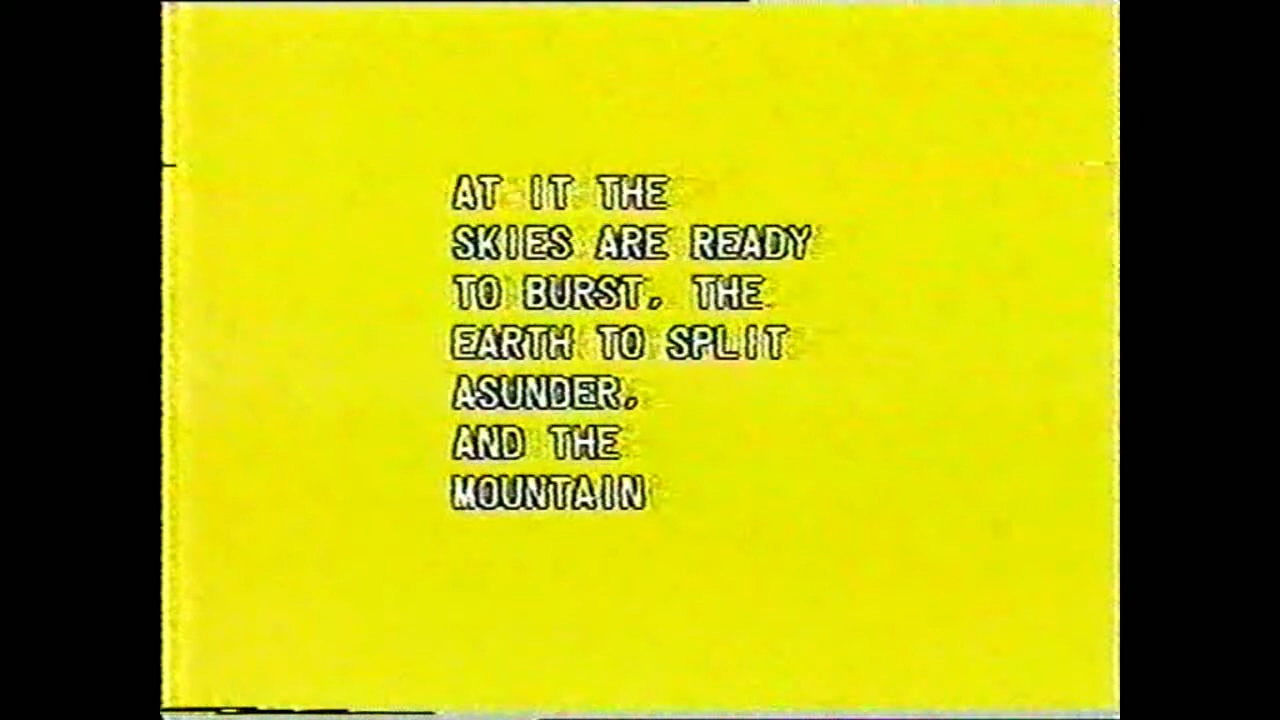 AT IT THE
SKIES ARE READY
TO BURST, THE
EARTH TO SPLIT
ASUNDER,
AND THE
MOUNTAIN